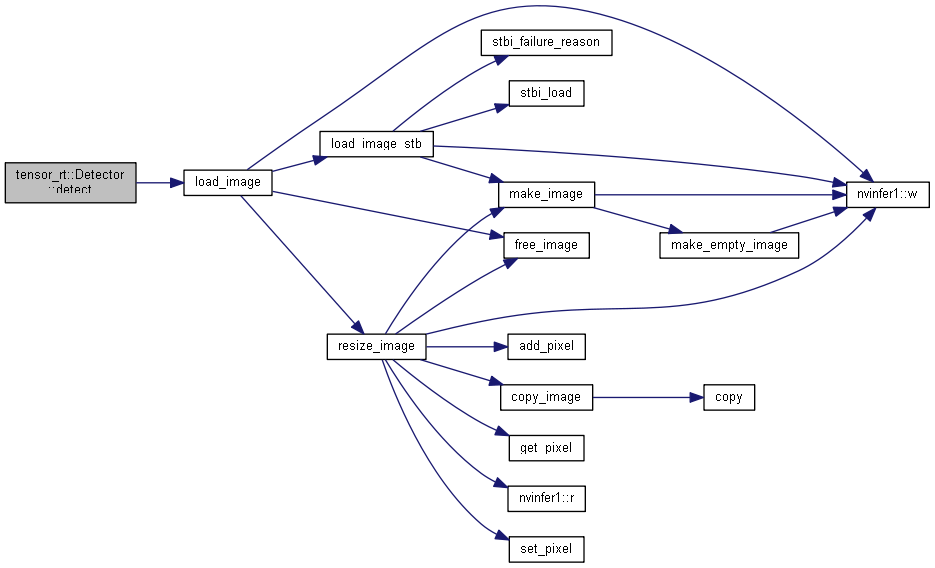 stbi_failure_reason
stbi_load
load_image_stb
tensor_rt::Detector
::detect
load_image
make_image
nvinfer1::w
free_image
make_empty_image
resize_image
add_pixel
copy_image
copy
get_pixel
nvinfer1::r
set_pixel